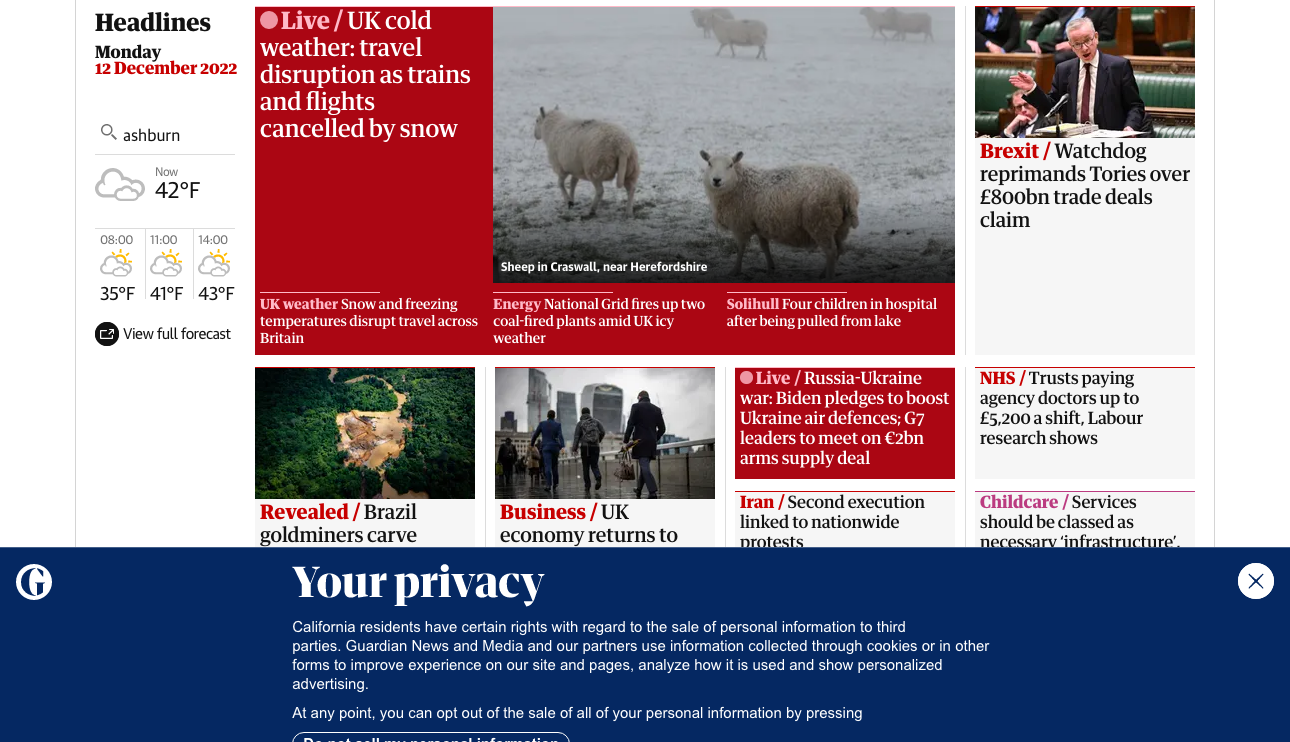 Headlines
Monday
12 December 2022
ashburn
Now
42°F
08:00
35°F
11:00
41°F
14:00
43°F
View full forecast
Live / UK cold
weather: travel
disruption as trains
and flights
cancelled by snow
Sheep in Craswall, near Herefordshire
UK weather Snow and freezing
temperatures disrupt travel across
Britain
Energy National Grid fires up two
coal-fired plants amid UK icy
weather
Solihull Four children in hospital
after being pulled from lake
Brexit / Watchdog
reprimands Tories over
£800bn trade deals
claim
Revealed / Brazil
goldminers carve
Business / UK
economy returns to
Live / Russia-Ukraine
war: Biden pledges to boost
Ukraine air defences; G7
leaders to meet on €2bn
arms supply deal
Iran / Second execution
linked to nationwide
protests
NHS / Trusts paying
agency doctors up to
£5,200 a shift, Labour
research shows
Childcare / Services
should be classed as
necessary ‘infrastructure’,
G
Your privacy
California residents have certain rights with regard to the sale of personal information to third
parties. Guardian News and Media and our partners use information collected through cookies or in other
forms to improve experience on our site and pages, analyze how it is used and show personalized
advertising.
At any point, you can opt out of the sale of all of your personal information by pressing
Do not sell my personal information